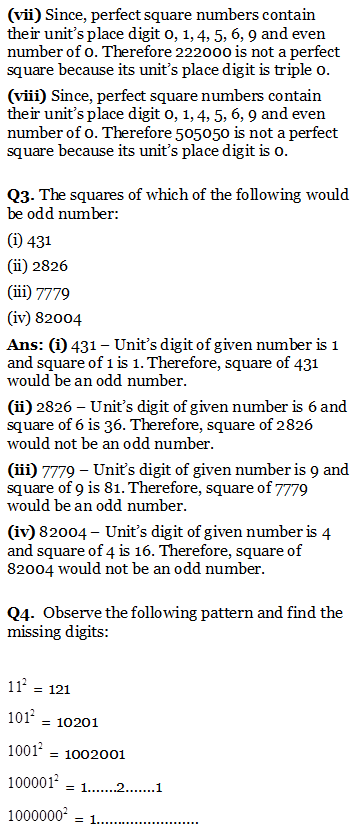 (vii) Since, perfect square numbers contain
their unit's place digit 0, 1, 4, 5, 6, 9 and even
number of 0. Therefore 222000 is not a perfect
square because its unit's place digit is triple 0.
(viii) Since, perfect square numbers contain
their unit's place digit 0, 1, 4, 5, 6, 9 and even
number of 0. Therefore 505050 is not a perfect
square because its unit's place digit is 0.
Q3. The squares of which of the following would
be odd number:
(i) 431
(ii) 2826
(iii) 7779
(iv) 82004
Ans: (i) 431 – Unit's digit of given number is 1
and square of 1 is 1. Therefore, square of 431
would be an odd number.
(ii) 2826 – Unit's digit of given number is 6 and
square of 6 is 36. Therefore, square of 2826
would not be an odd number.
(iii) 7779 – Unit's digit of given number is 9 and
square of 9 is 81. Therefore, square of 7779
would be an odd number.
(iv) 82004 – Unit's digit of given number is 4
and square of 4 is 16. Therefore, square of
82004 would not be an odd number.
Q4. Observe the following pattern and find the
missing digits:
11² = 121
101² = 10201
1001² = 1002001
100001² = 1.......2.......1
1000000² = 1........................